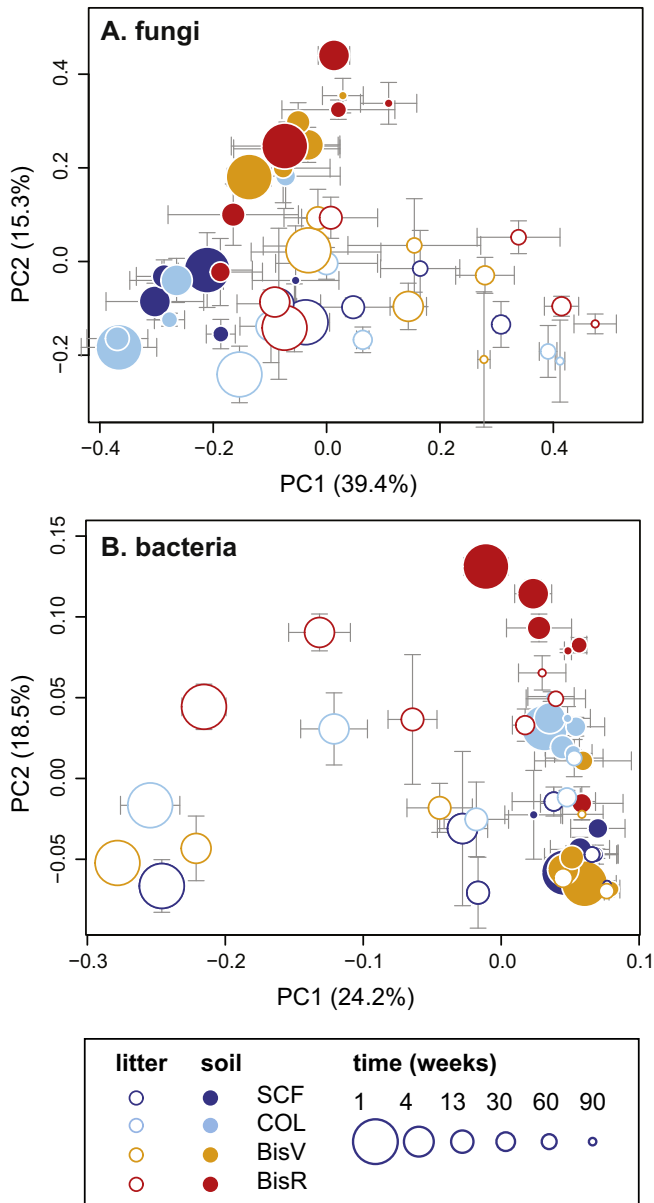 A. fungi
0.4
0.2
0.0
−0.2
PC2 (15.3%)
−0.4 −0.2 0.0 0.2 0.4
PC1 (39.4%)
B. bacteria
0.15
0.10
0.05
0.00
−0.05
PC2 (18.5%)
−0.3 −0.2 −0.1 0.0 0.1
PC1 (24.2%)
litter soil time (weeks)
SCF 1 4 13 30 60 90
COL
BisV
BisR